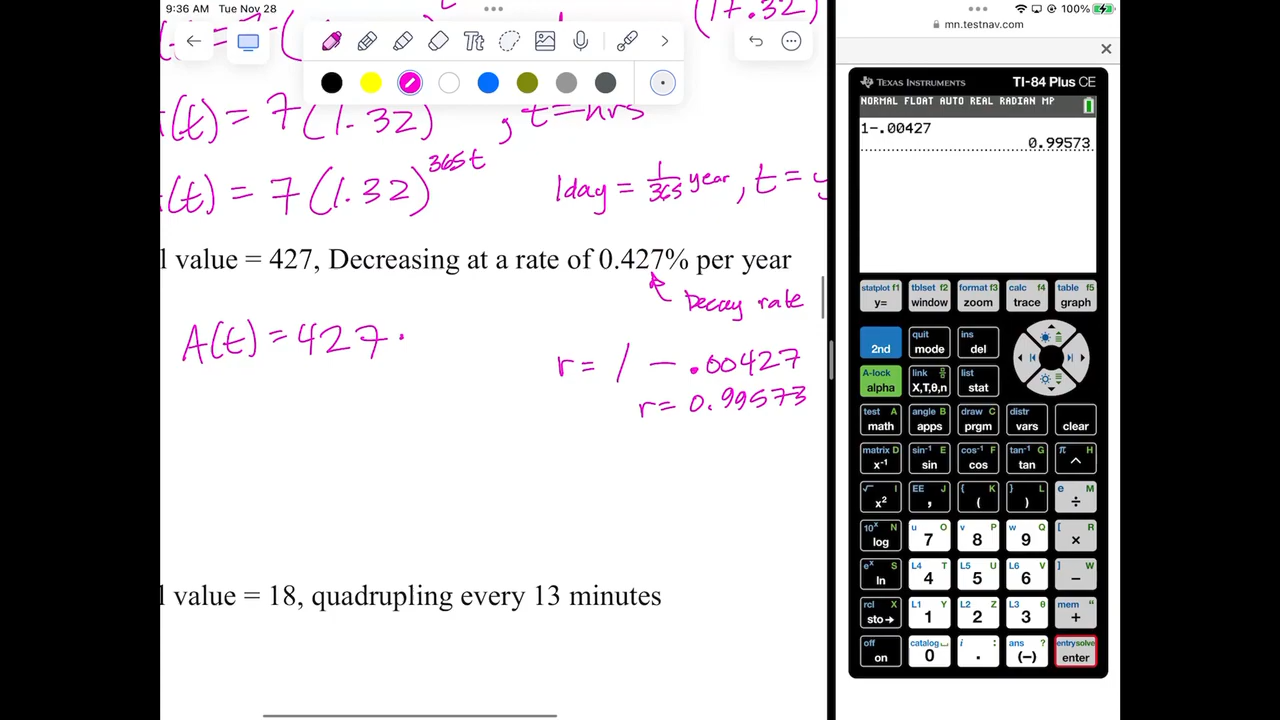 9:36 AM Tue Nov 28
100%
mn.testnav.com
Tt
(17.32)
(t) = 7(1.32) , t = hrs
(t) = 7(1.32)^365t 1 day = 1/365 year, t = y
l value = 427, Decreasing at a rate of 0.427% per year
Decay rate
A(t) = 427 ·
r = 1 - .00427
r = 0.99573
l value = 18, quadrupling every 13 minutes
TEXAS INSTRUMENTS TI-84 Plus CE
NORMAL FLOAT AUTO REAL RADIAN MP
1-.00427
0.99573
statplot f1 tblset f2 format f3 calc f4 table f5
y= window zoom trace graph
quit ins
2nd mode del
A-lock link list
alpha X,T,θ,n stat
test A angle B draw C distr
math apps prgm vars clear
matrix D sin⁻¹ E cos⁻¹ F tan⁻¹ G π H
x⁻¹ sin cos tan ^
√ I EE J { K } L e M
x² , ( ) ÷
10ˣ N u O v P w Q [ R
log 7 8 9 ×
eˣ S L4 T L5 U L6 V ] W
ln 4 5 6 −
rcl X L1 Y L2 Z L3 θ mem "
sto→ 1 2 3 +
off catalog i : ans ? entry solve
on 0 . (−) enter